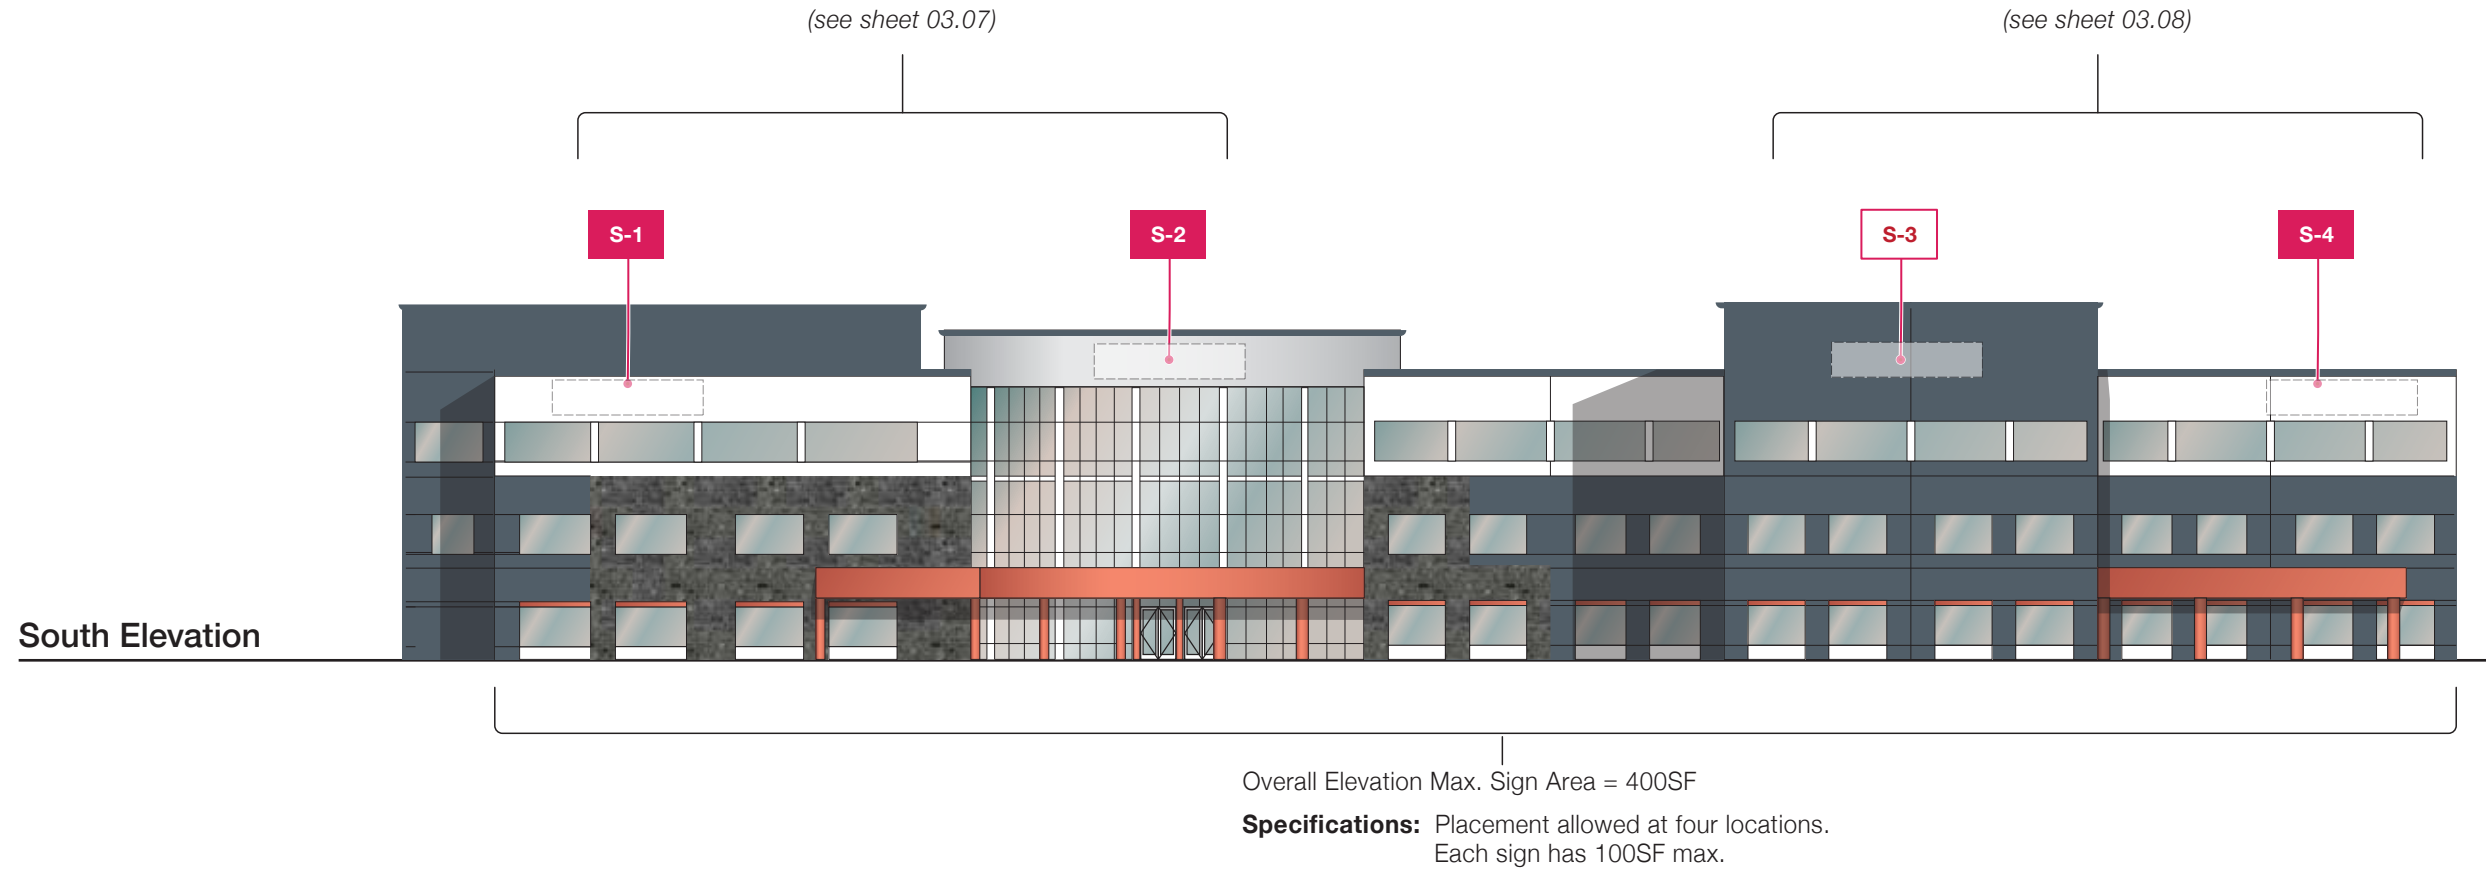 (see sheet 03.07)
(see sheet 03.08)
S-1
S-2
S-3
S-4
South Elevation
Overall Elevation Max. Sign Area = 400SF
Specifications: Placement allowed at four locations.
Each sign has 100SF max.